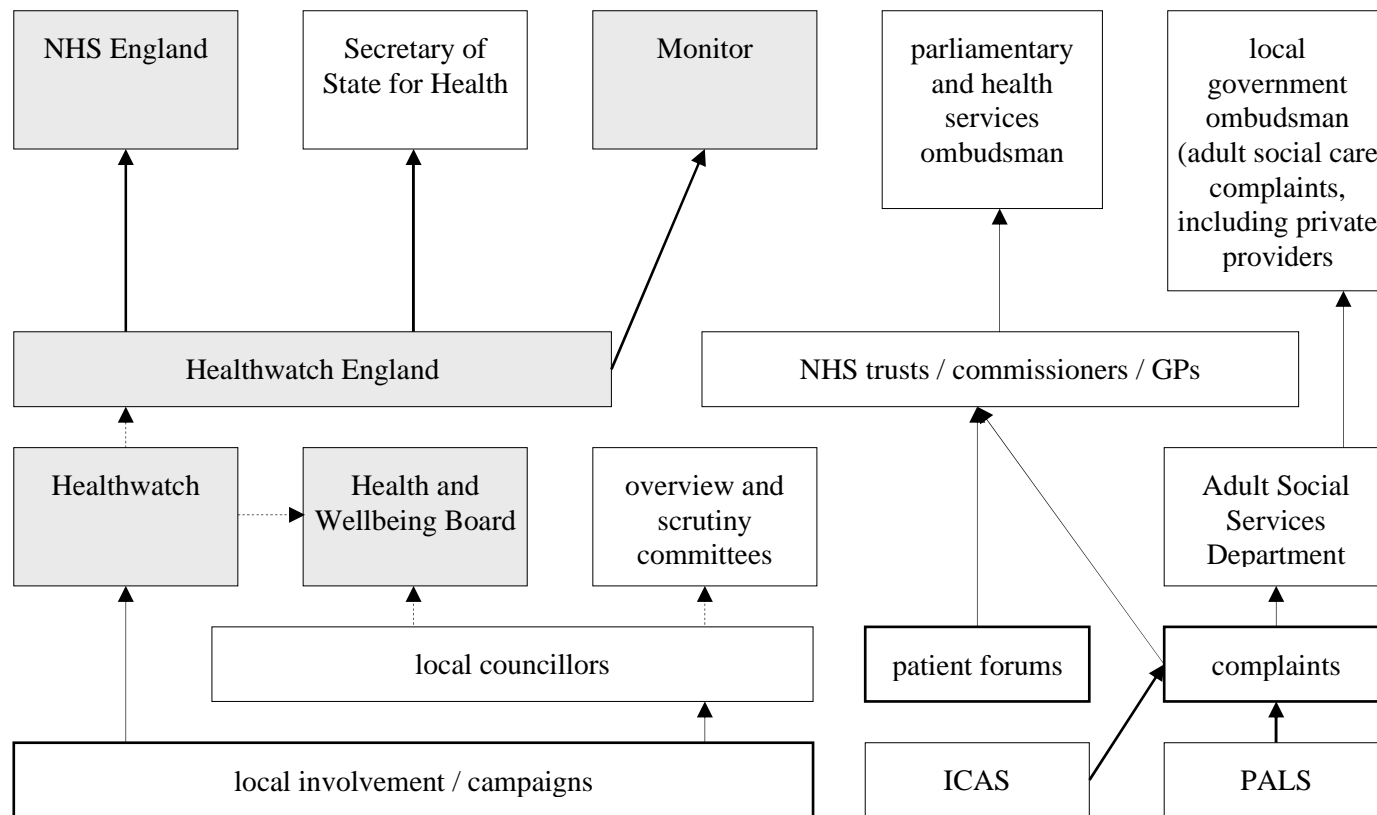 NHS England
Secretary of
State for Health
Monitor
parliamentary
and health
services
ombudsman
local
government
ombudsman
(adult social care
complaints,
including private
providers
Healthwatch England
NHS trusts / commissioners / GPs
Healthwatch
Health and
Wellbeing Board
overview and
scrutiny
committees
Adult Social
Services
Department
local councillors
patient forums
complaints
local involvement / campaigns
ICAS
PALS